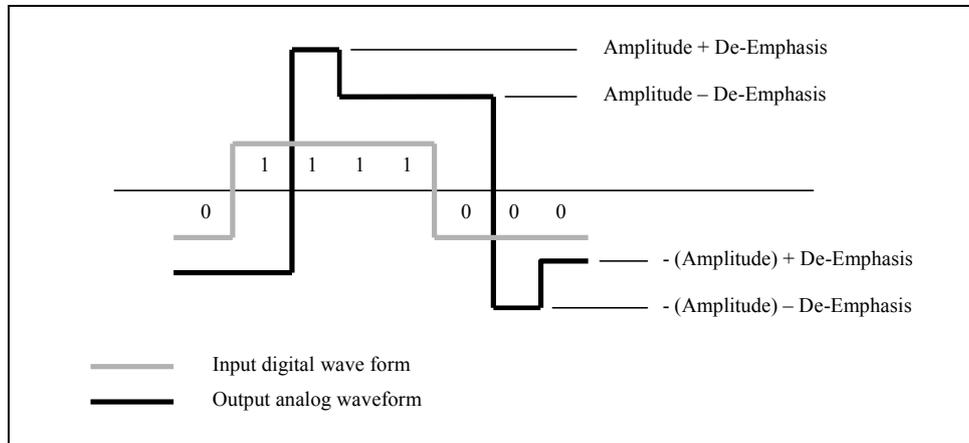 Amplitude + De-Emphasis
Amplitude – De-Emphasis
1 1 1 1
0 0 0 0
- (Amplitude) + De-Emphasis
- (Amplitude) – De-Emphasis
Input digital wave form
Output analog waveform